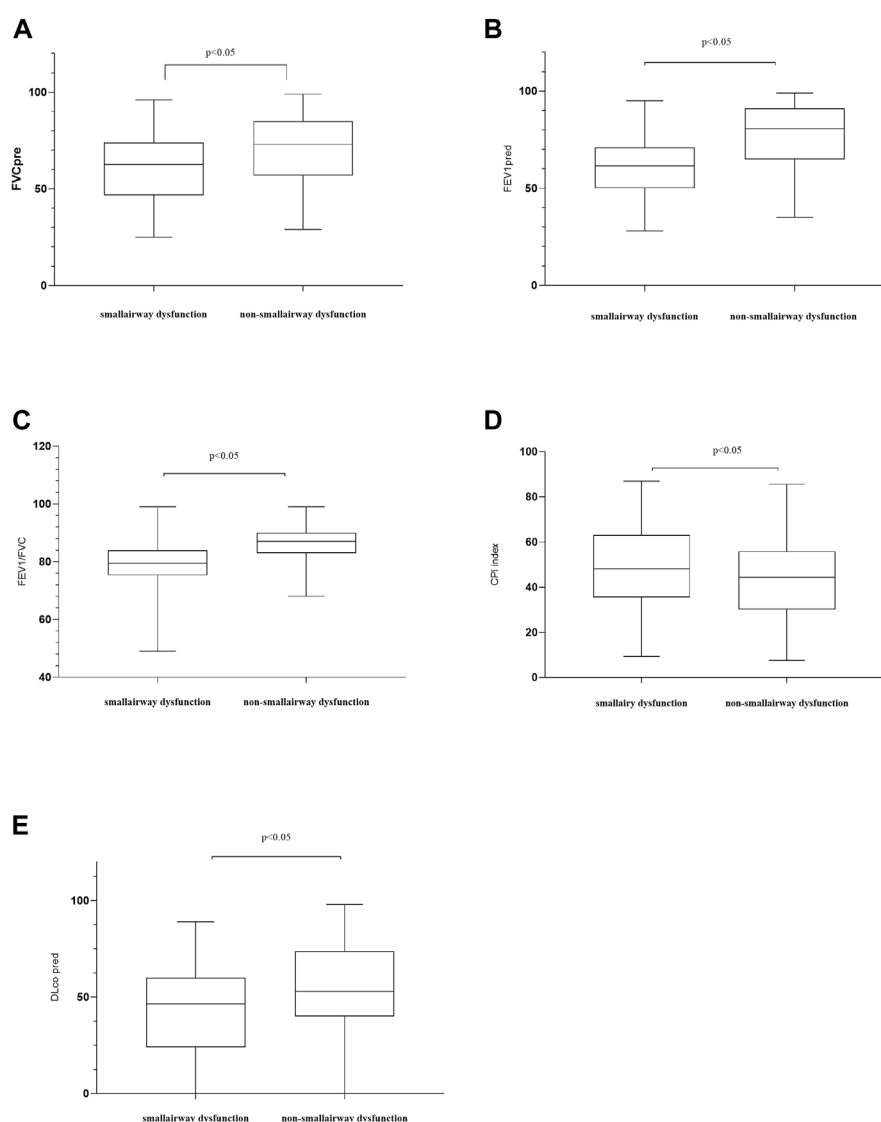 A
p<0.05
FVCpre
100
50
0
smallairway dysfunction
non-smallairway dysfunction
B
p<0.05
FEV1pred
100
50
0
smallairway dysfunction
non-smallairway dysfunction
C
p<0.05
FEV1/FVC
120
100
80
60
40
smallairway dysfunction
non-smallairway dysfunction
D
p<0.05
CPI index
100
80
60
40
20
0
smallairy dysfunction
non-smallairway dysfunction
E
p<0.05
DLco pred
100
50
0
smallairway dysfunction
non-smallairway dysfunction